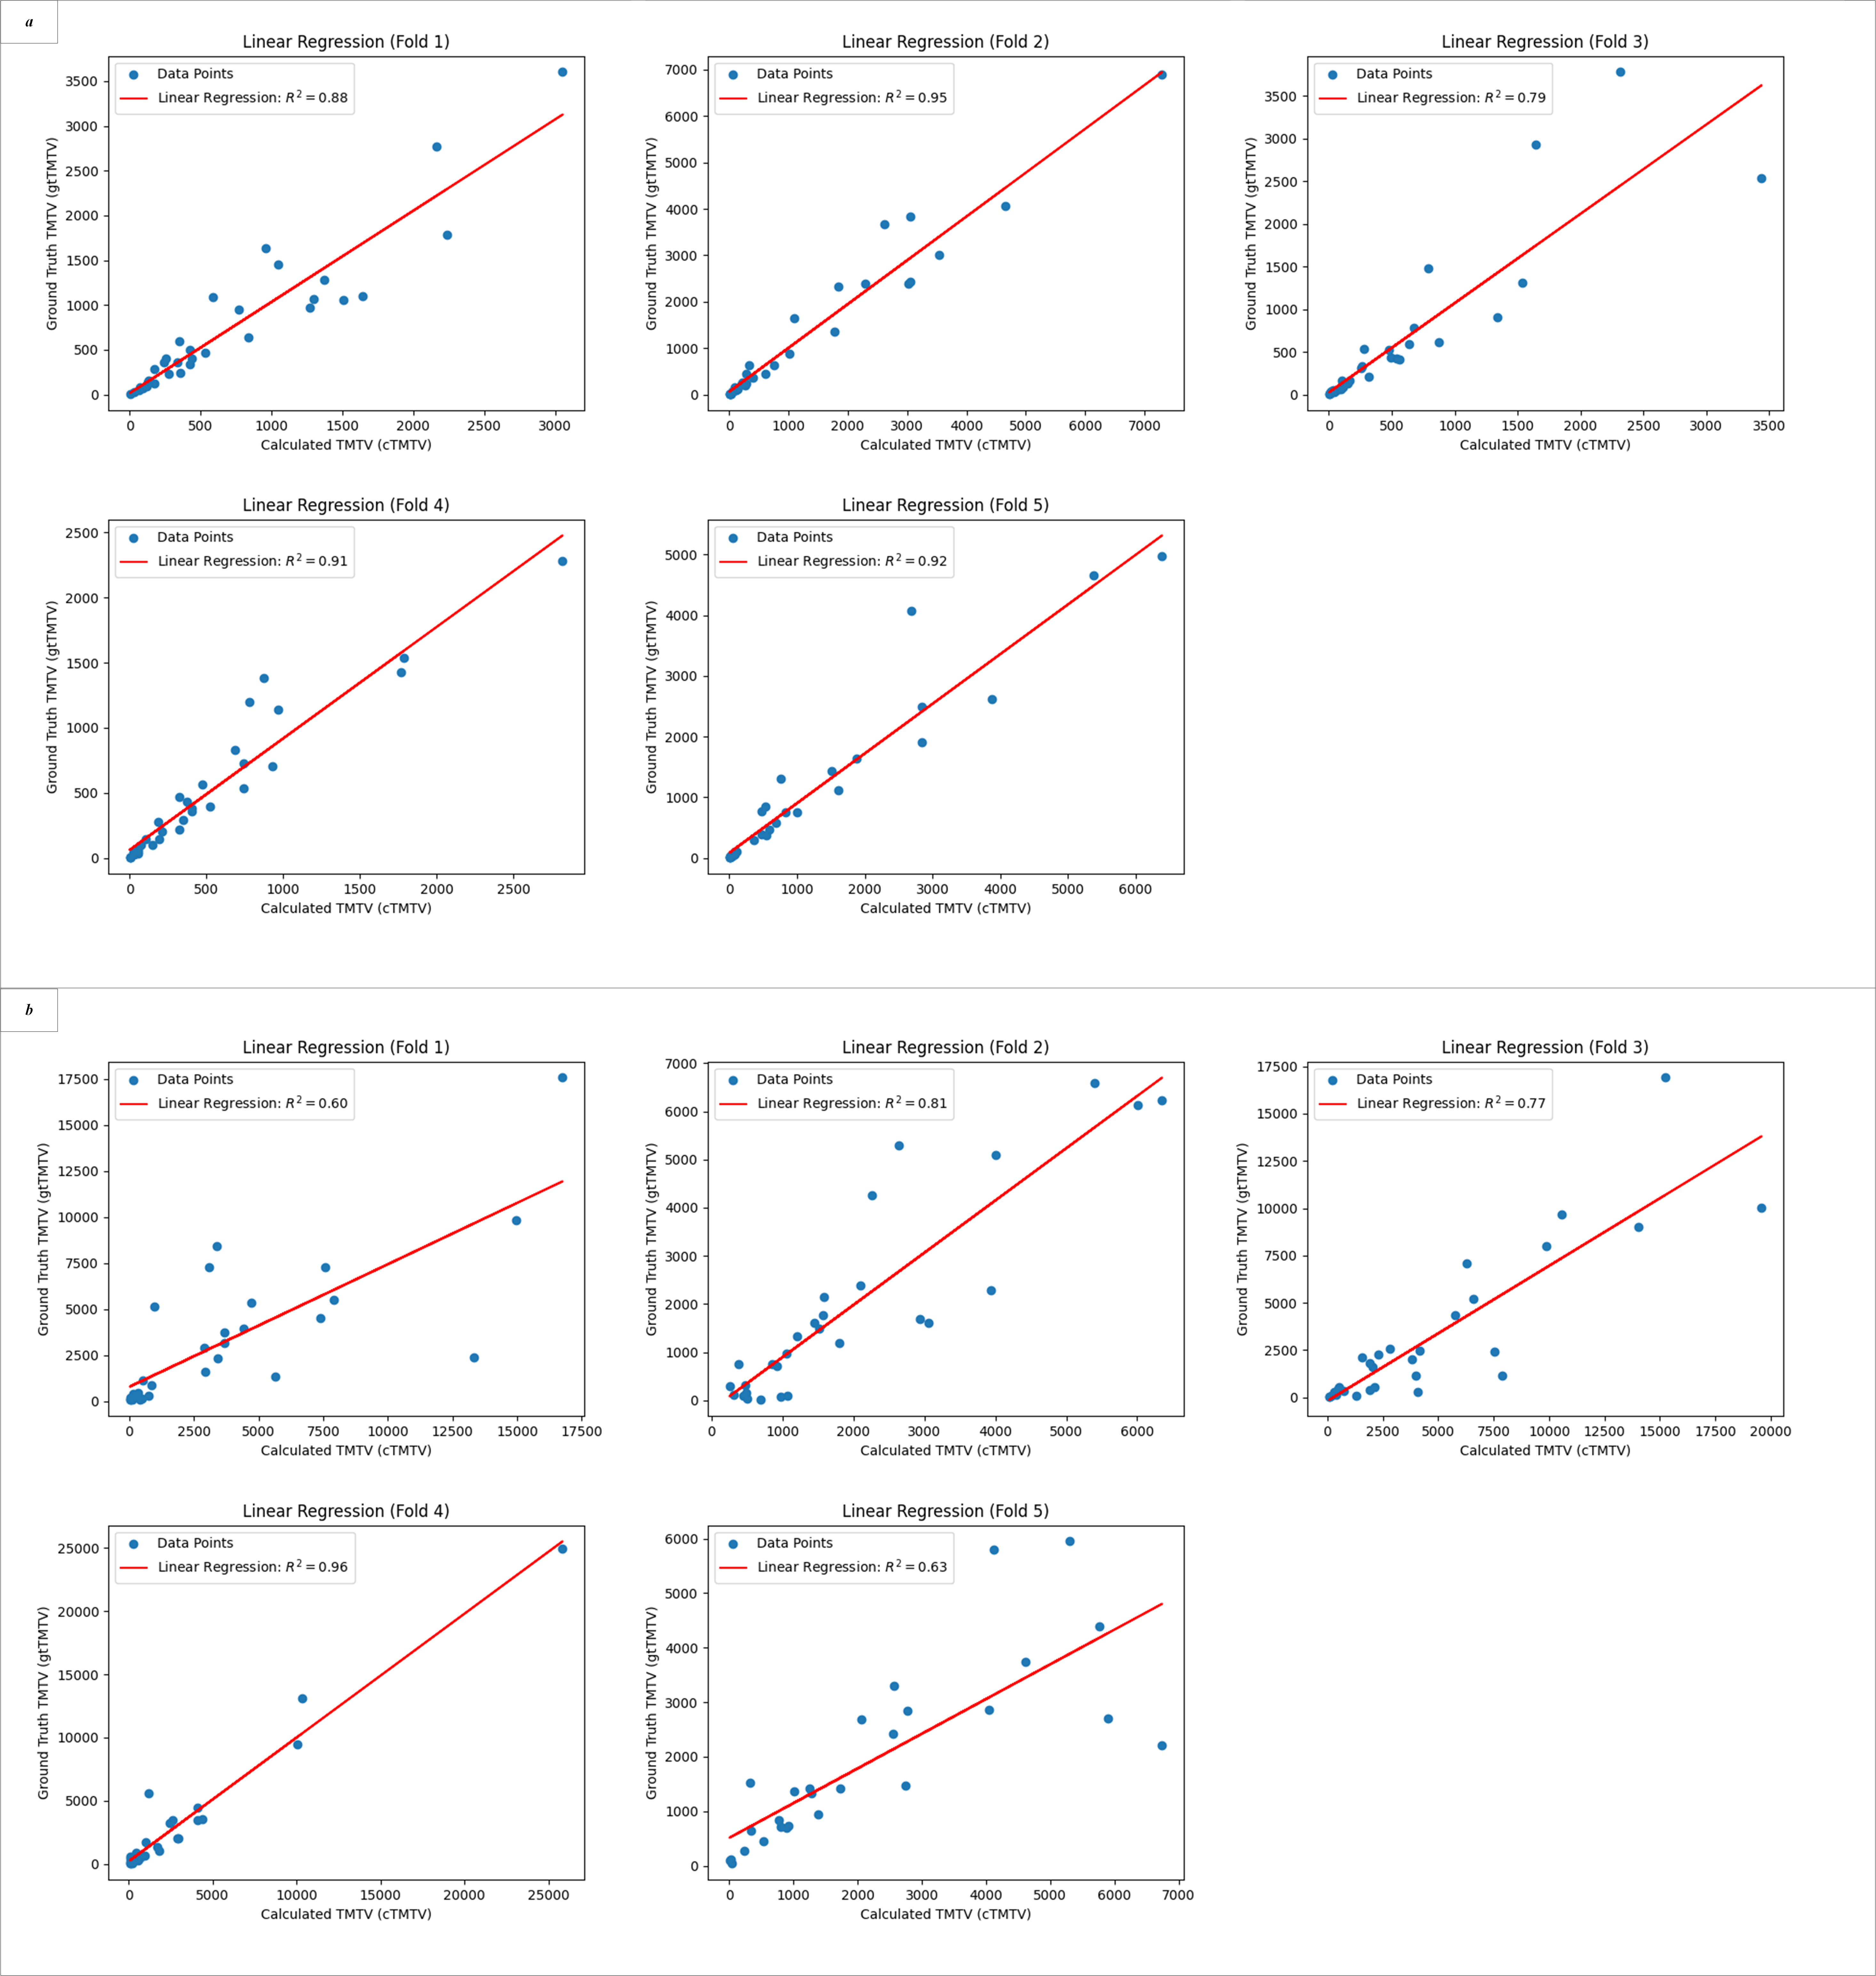 a
Linear Regression (Fold 1)
Data Points
Linear Regression: R² = 0.88
Ground Truth TMTV (gtTMTV)
3500
3000
2500
2000
1500
1000
500
0
0 500 1000 1500 2000 2500 3000
Calculated TMTV (cTMTV)
Linear Regression (Fold 2)
Data Points
Linear Regression: R² = 0.95
Ground Truth TMTV (gtTMTV)
7000
6000
5000
4000
3000
2000
1000
0
0 1000 2000 3000 4000 5000 6000 7000
Calculated TMTV (cTMTV)
Linear Regression (Fold 3)
Data Points
Linear Regression: R² = 0.79
Ground Truth TMTV (gtTMTV)
3500
3000
2500
2000
1500
1000
500
0
0 500 1000 1500 2000 2500 3000 3500
Calculated TMTV (cTMTV)
Linear Regression (Fold 4)
Data Points
Linear Regression: R² = 0.91
Ground Truth TMTV (gtTMTV)
2500
2000
1500
1000
500
0
0 500 1000 1500 2000 2500
Calculated TMTV (cTMTV)
Linear Regression (Fold 5)
Data Points
Linear Regression: R² = 0.92
Ground Truth TMTV (gtTMTV)
5000
4000
3000
2000
1000
0
0 1000 2000 3000 4000 5000 6000
Calculated TMTV (cTMTV)
b
Linear Regression (Fold 1)
Data Points
Linear Regression: R² = 0.60
Ground Truth TMTV (gtTMTV)
17500
15000
12500
10000
7500
5000
2500
0
0 2500 5000 7500 10000 12500 15000 17500
Calculated TMTV (cTMTV)
Linear Regression (Fold 2)
Data Points
Linear Regression: R² = 0.81
Ground Truth TMTV (gtTMTV)
7000
6000
5000
4000
3000
2000
1000
0
0 1000 2000 3000 4000 5000 6000
Calculated TMTV (cTMTV)
Linear Regression (Fold 3)
Data Points
Linear Regression: R² = 0.77
Ground Truth TMTV (gtTMTV)
17500
15000
12500
10000
7500
5000
2500
0
0 2500 5000 7500 10000 12500 15000 17500 20000
Calculated TMTV (cTMTV)
Linear Regression (Fold 4)
Data Points
Linear Regression: R² = 0.96
Ground Truth TMTV (gtTMTV)
25000
20000
15000
10000
5000
0
0 5000 10000 15000 20000 25000
Calculated TMTV (cTMTV)
Linear Regression (Fold 5)
Data Points
Linear Regression: R² = 0.63
Ground Truth TMTV (gtTMTV)
6000
5000
4000
3000
2000
1000
0
0 1000 2000 3000 4000 5000 6000 7000
Calculated TMTV (cTMTV)